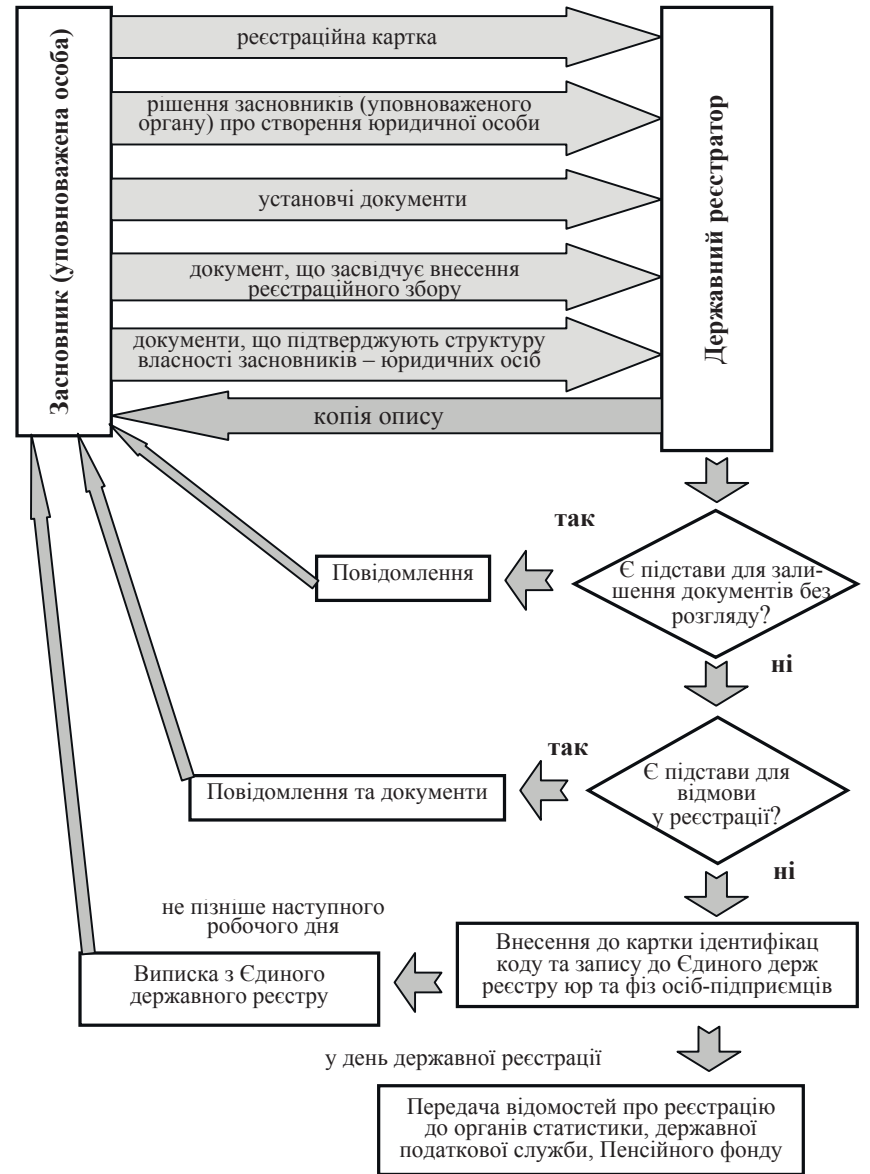 Засновник (уповноважена особа)
реєстраційна картка
рішення засновників (уповноваженого
органу) про створення юридичної особи
установчі документи
документ, що засвідчує внесення
реєстраційного збору
документи, що підтверджують структуру
власності засновників – юридичних осіб
копія опису
Державний реєстратор
так
Є підстави для зали-
шення документів без
розгляду?
Повідомлення
ні
так
Є підстави для
відмови
у реєстрації?
Повідомлення та документи
ні
не пізніше наступного
робочого дня
Внесення до картки ідентифікац
коду та запису до Єдиного держ
реєстру юр та фіз осіб-підприємців
Виписка з Єдиного
державного реєстру
у день державної реєстрації
Передача відомостей про реєстрацію
до органів статистики, державної
податкової служби, Пенсійного фонду